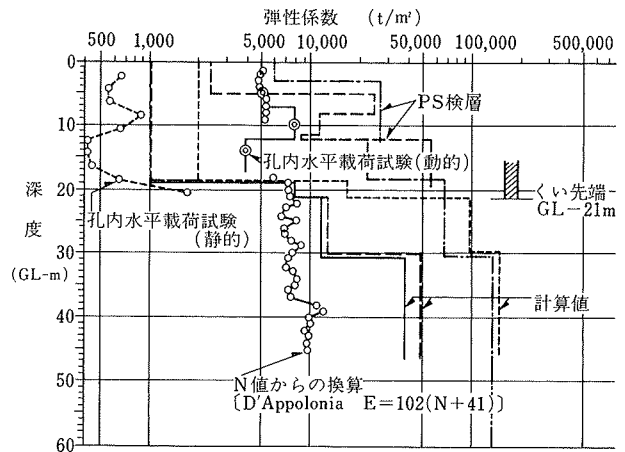 弾性係数 (t/m²)
500 1,000 5,000 10,000 50,000 100,000 500,000
0
10
20
30
40
50
60
深度
(GL-m)
PS検層
孔内水平載荷試験(動的)
孔内水平載荷試験
(静的)
くい先端
GL-21m
計算値
N値からの換算
〔D'Appolonia E=102(N+41)〕